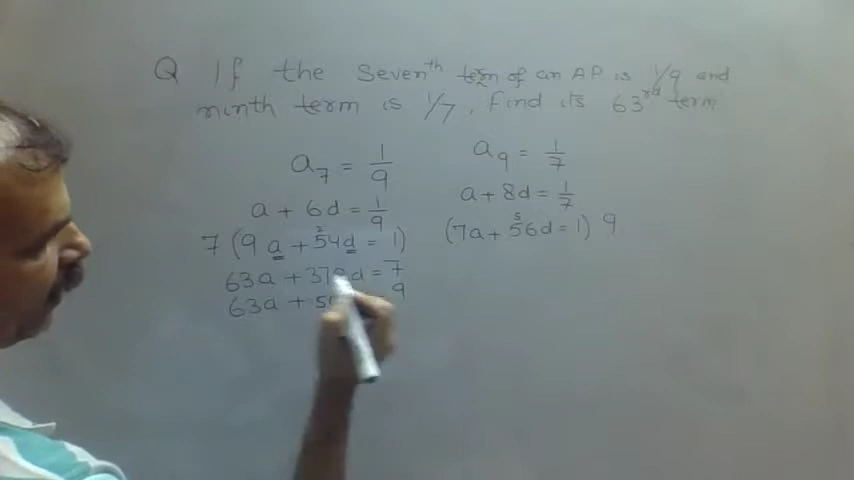 Q If the Seventh term of an AP is 1/9 and
ninth term is 1/7, Find its 63rd term
a7 = 1/9
a9 = 1/7
a + 6d = 1/9
a + 8d = 1/7
7 (9a + 54d = 1)
(7a + 56d = 1) 9
63a + 378d = 7
63a + 9